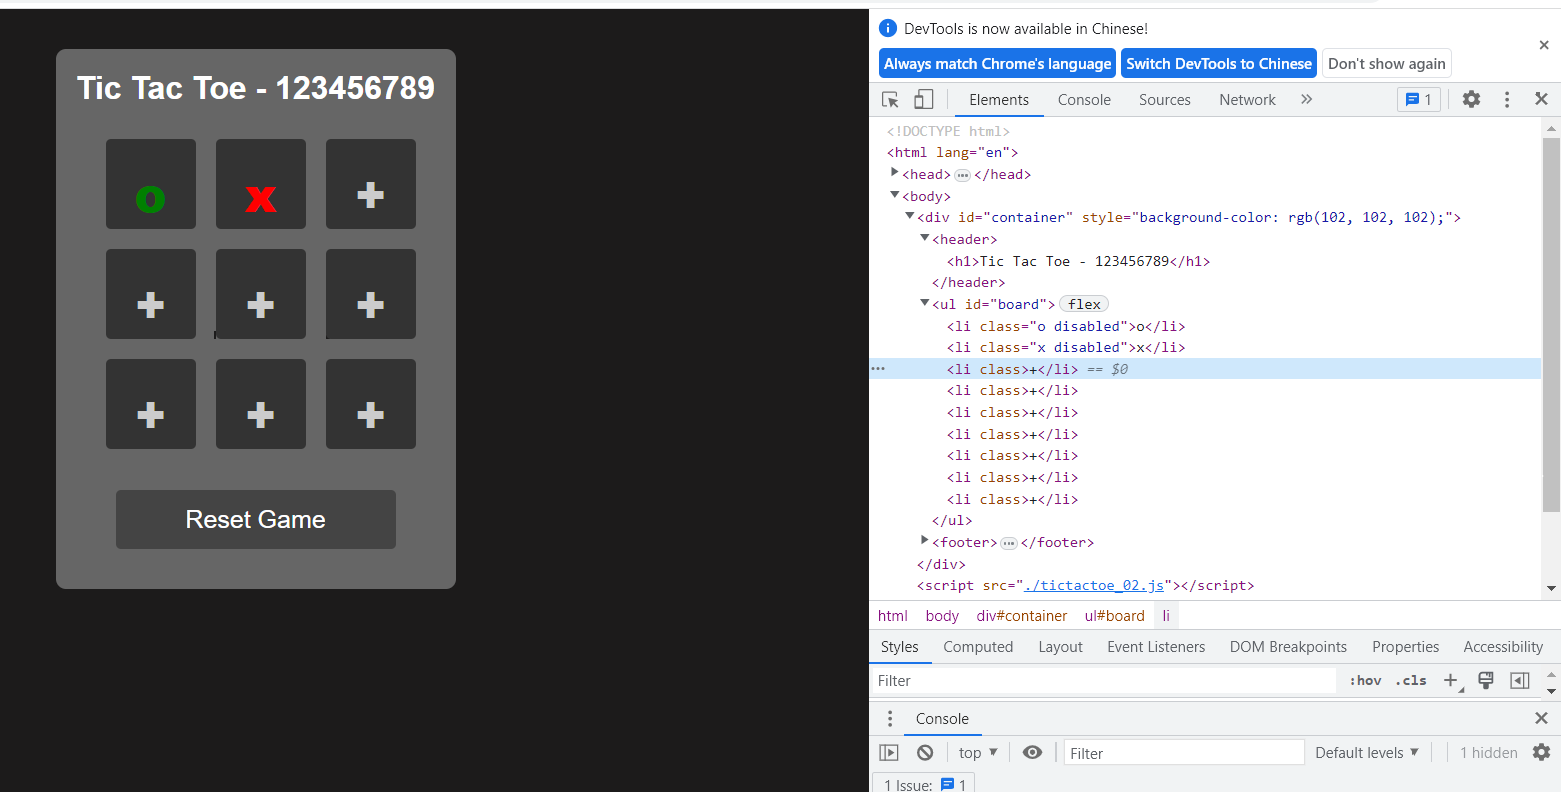 Tic Tac Toe - 123456789
o x +
+ + +
+ + +
Reset Game
DevTools is now available in Chinese!
Always match Chrome's language Switch DevTools to Chinese Don't show again
Elements Console Sources Network 1
<!DOCTYPE html>
<html lang="en">
<head> </head>
<body>
<div id="container" style="background-color: rgb(102, 102, 102);">
<header>
<h1>Tic Tac Toe - 123456789</h1>
</header>
<ul id="board"> flex
<li class="o disabled">o</li>
<li class="x disabled">x</li>
<li class>+</li> == $0
<li class>+</li>
<li class>+</li>
<li class>+</li>
<li class>+</li>
<li class>+</li>
<li class>+</li>
</ul>
<footer> </footer>
</div>
<script src="./tictactoe_02.js"></script>
html body div#container ul#board li
Styles Computed Layout Event Listeners DOM Breakpoints Properties Accessibility
Filter :hov .cls
Console
top Filter Default levels 1 hidden
1 Issue: 1